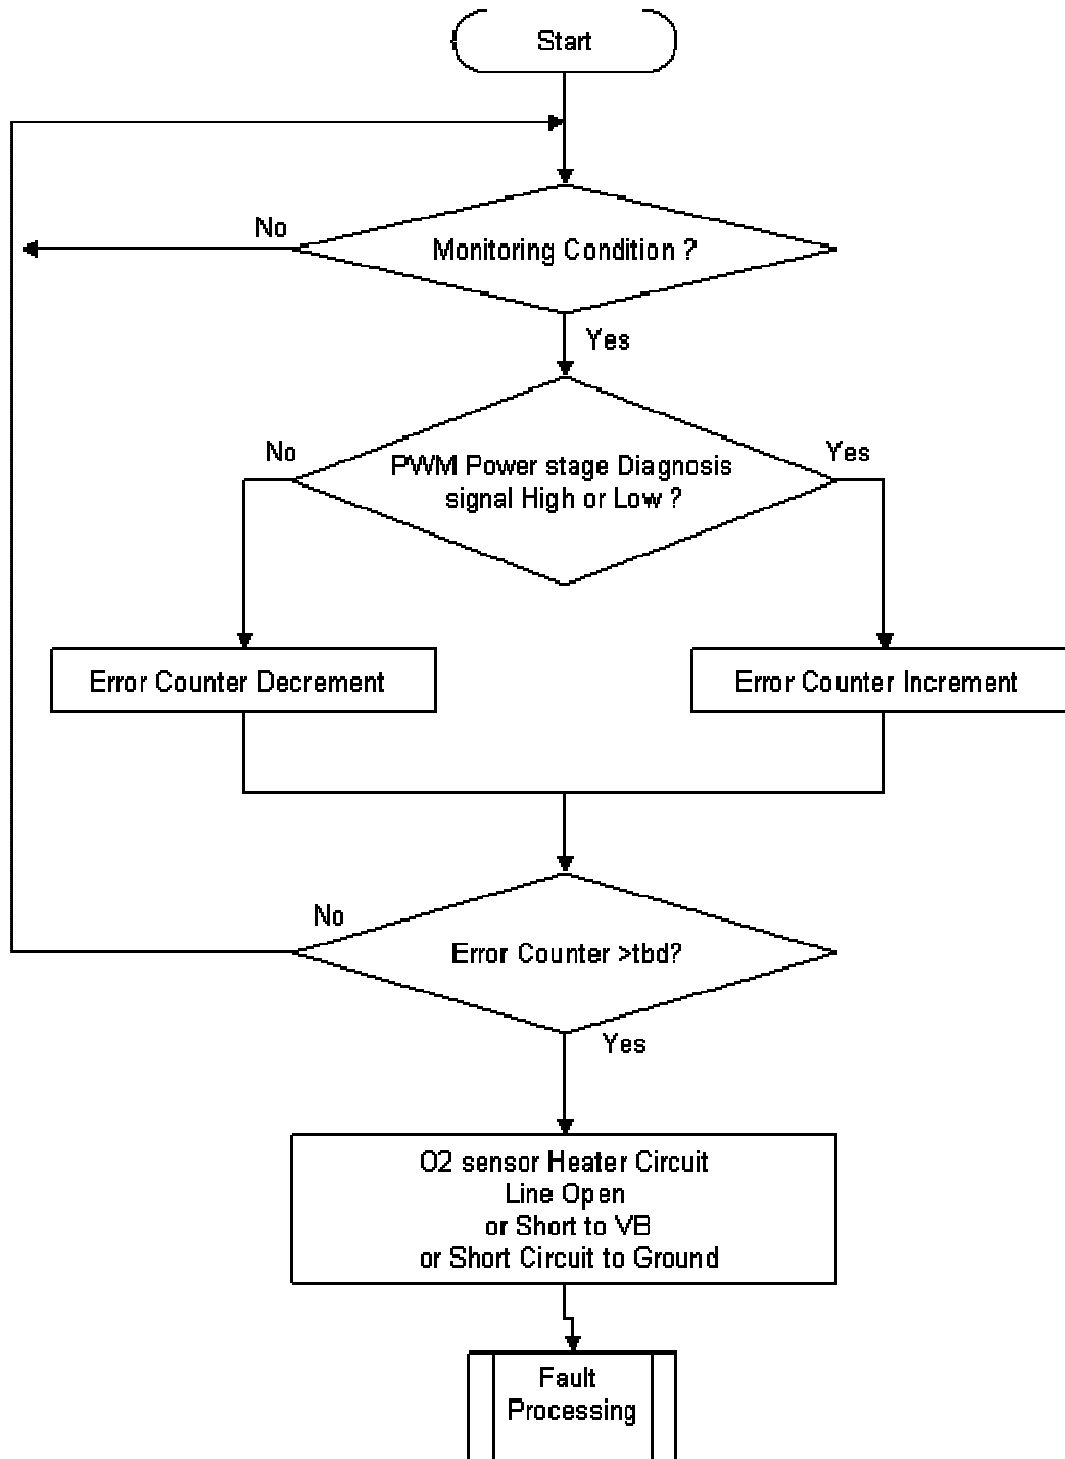 Start
No
Monitoring Condition ?
Yes
No
PWM Power stage Diagnosis
signal High or Low ?
Yes
Error Counter Decrement
Error Counter Increment
No
Error Counter >tbd?
Yes
O2 sensor Heater Circuit
Line Open
or Short to VB
or Short Circuit to Ground
Fault
Processing